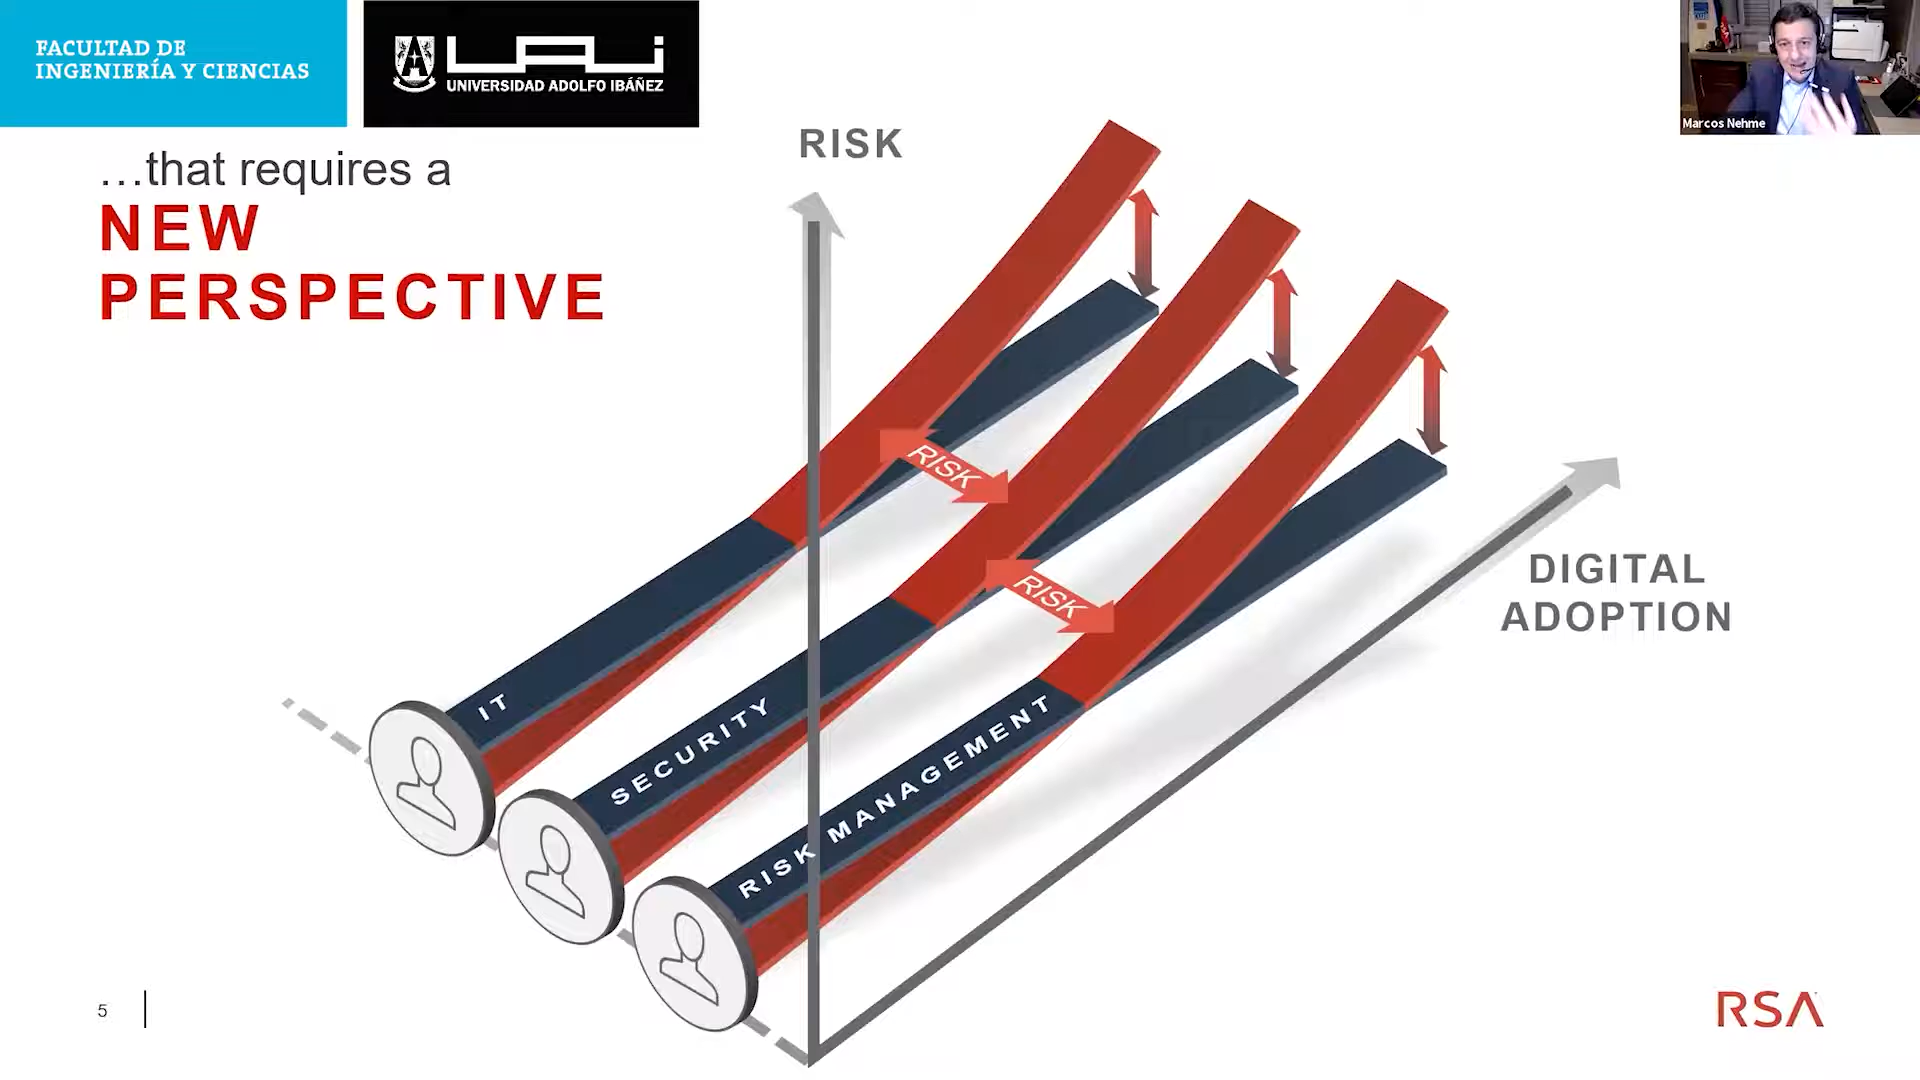 FACULTAD DE
INGENIERÍA Y CIENCIAS
UAI
UNIVERSIDAD ADOLFO IBÁÑEZ
Marcos Nehme
…that requires a
NEW
PERSPECTIVE
RISK
RISK
RISK
DIGITAL
ADOPTION
IT
SECURITY
RISK MANAGEMENT
5
RSA